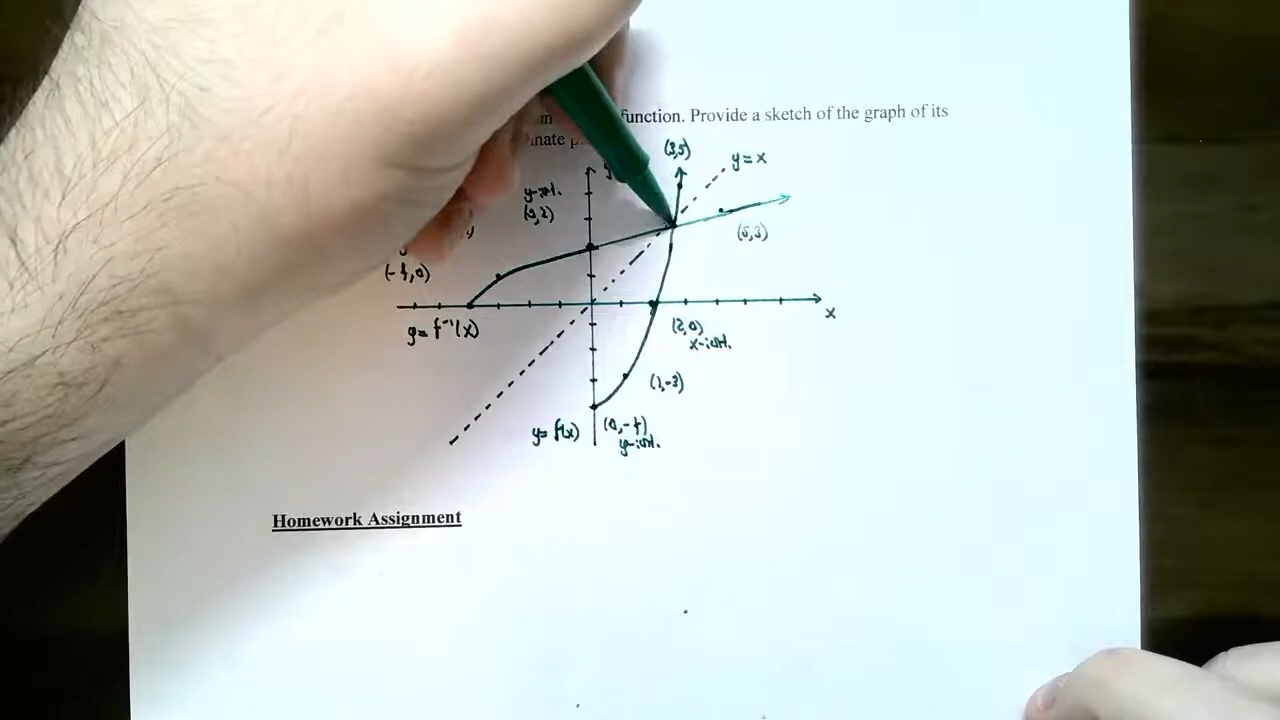 function. Provide a sketch of the graph of its
(3,5)
y = x
y-int.
(0,2)
(5,3)
(-4,0)
x
y = f⁻¹(x)
(2,0)
x-int.
(1,-3)
y = f(x)
(0,-4)
y-int.
Homework Assignment